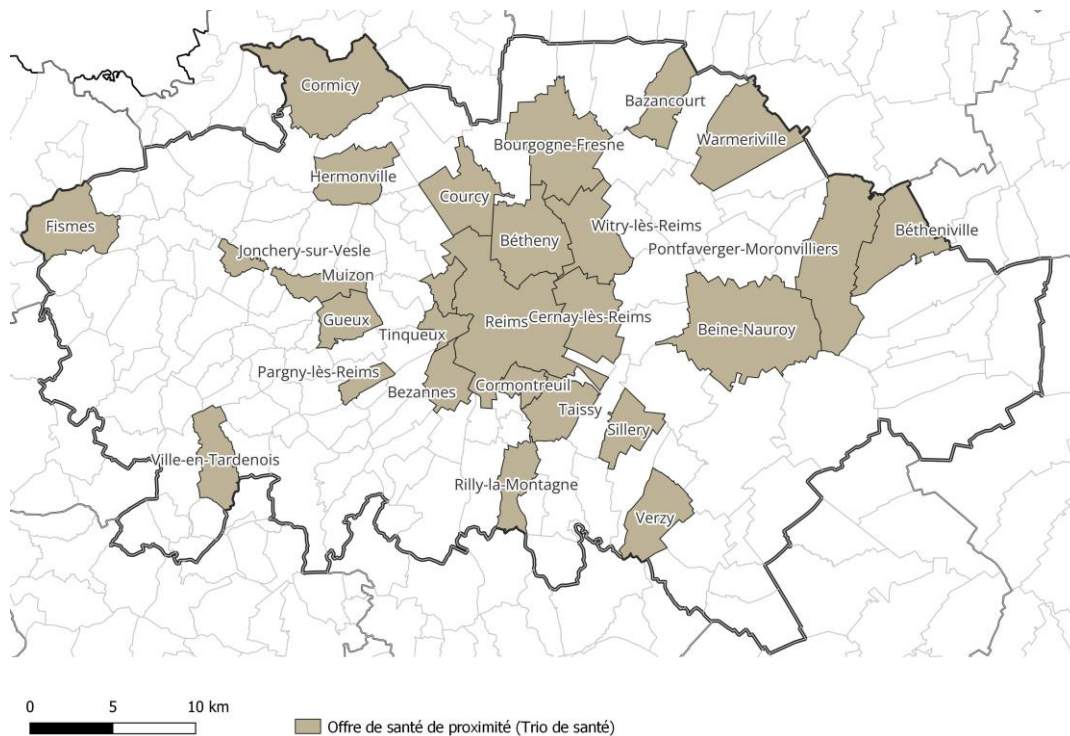 Cormicy
Bazancourt
Warmeriville
Bourgogne-Fresne
Hermonville
Courcy
Fismes
Witry-lès-Reims
Bétheny
Bétheniville
Pontfaverger-Moronvilliers
Jonchery-sur-Vesle
Muizon
Gueux
Reims
Cernay-lès-Reims
Tinqueux
Beine-Nauroy
Pargny-lès-Reims
Bezannes
Cormontreuil
Taissy
Sillery
Ville-en-Tardenois
Rilly-la-Montagne
Verzy
0 5 10 km
Offre de santé de proximité (Trio de santé)